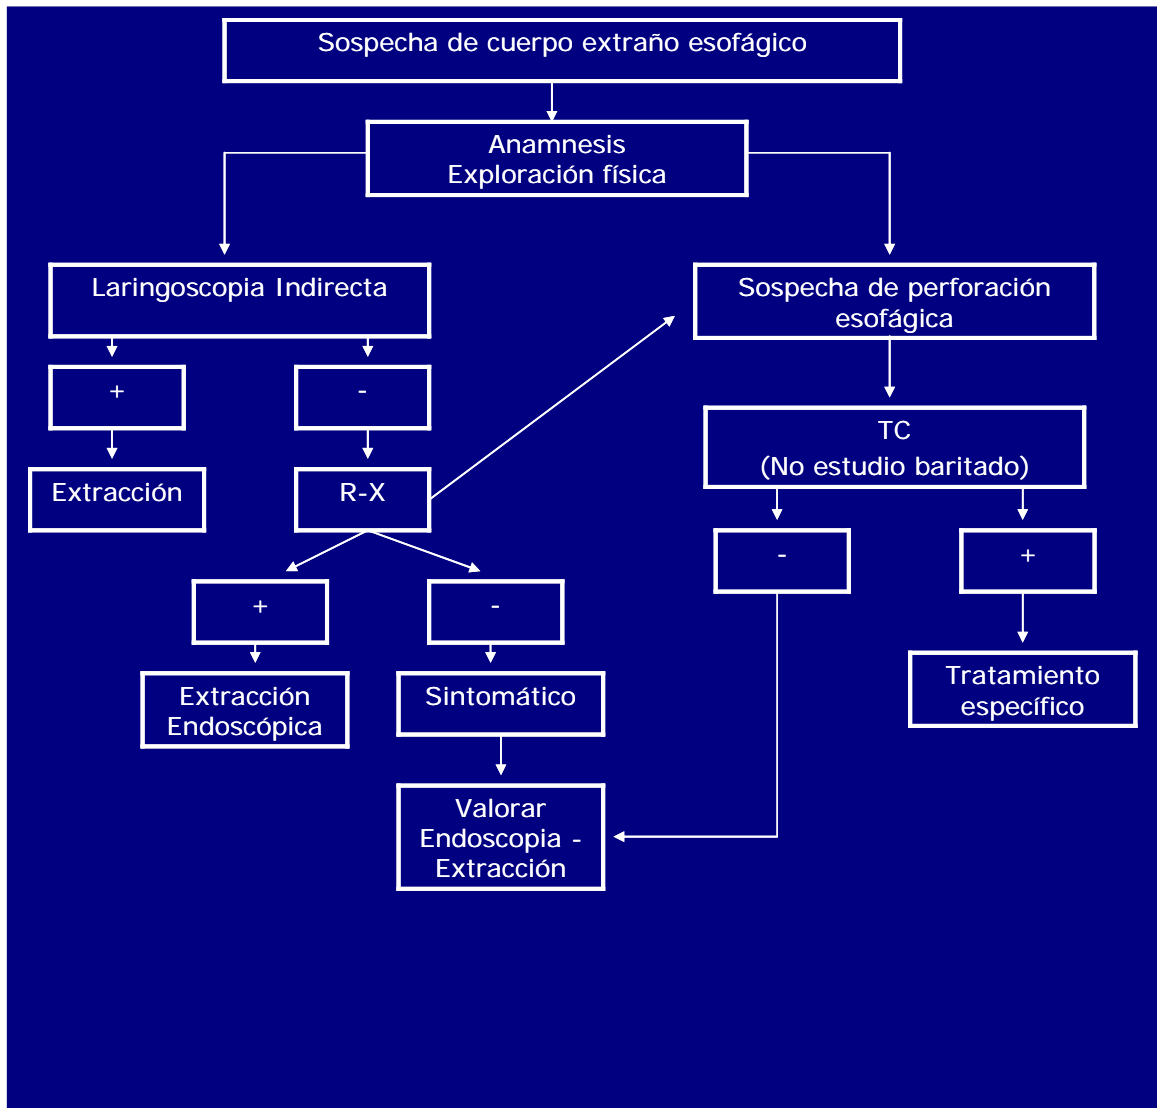 Sospecha de cuerpo extraño esofágico
Anamnesis
Exploración física
Laringoscopia Indirecta
Sospecha de perforación
esofágica
+
-
TC
(No estudio baritado)
Extracción
R-X
-
+
+
-
Extracción
Endoscópica
Sintomático
Tratamiento
específico
Valorar
Endoscopia -
Extracción